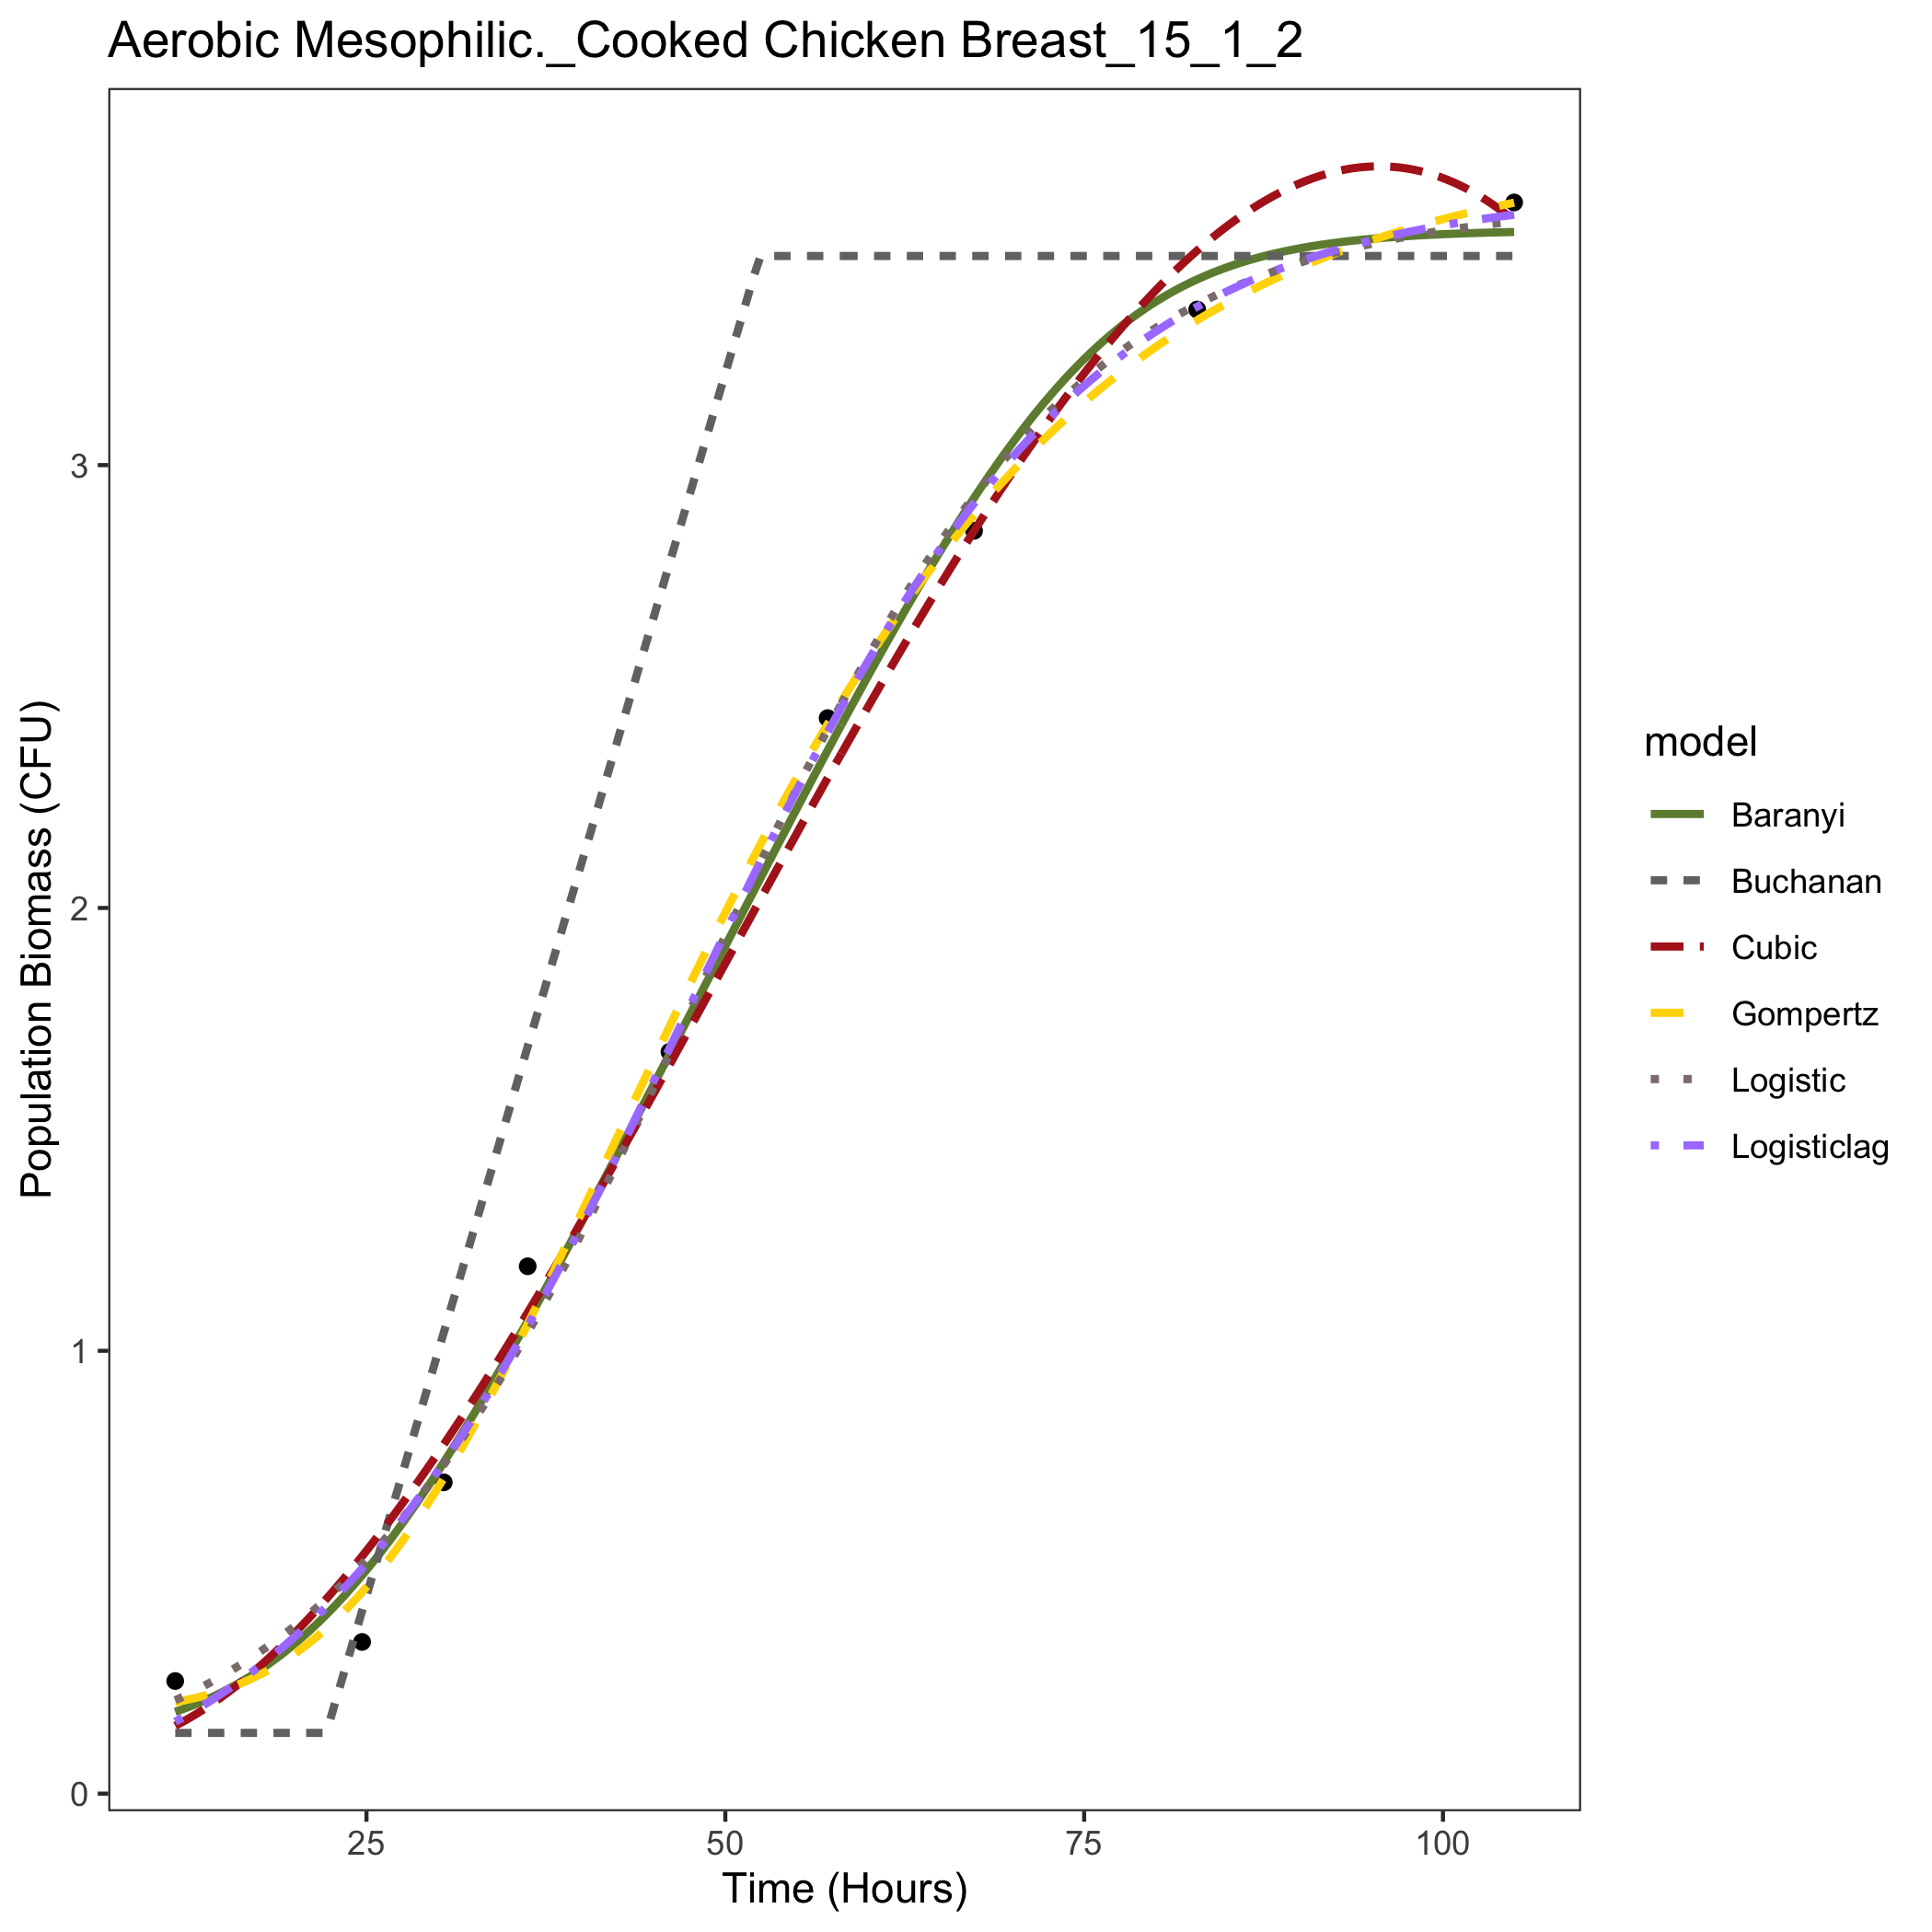 Aerobic Mesophilic._Cooked Chicken Breast_15_1_2
Population Biomass (CFU)
3
2
1
0
25
50
75
100
Time (Hours)
model
Baranyi
Buchanan
Cubic
Gompertz
Logistic
Logisticlag